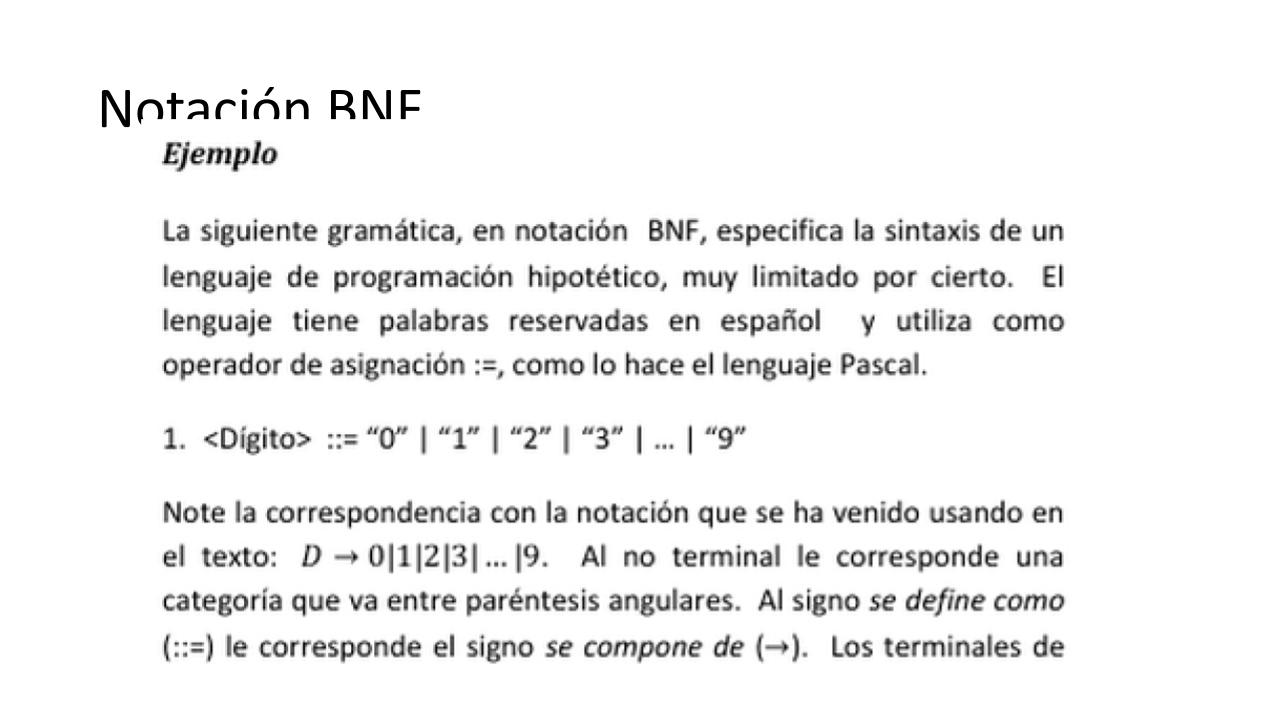 Notación BNF
Ejemplo
La siguiente gramática, en notación BNF, especifica la sintaxis de un
lenguaje de programación hipotético, muy limitado por cierto. El
lenguaje tiene palabras reservadas en español y utiliza como
operador de asignación :=, como lo hace el lenguaje Pascal.
1. <Dígito> ::= “0” | “1” | “2” | “3” | ... | “9”
Note la correspondencia con la notación que se ha venido usando en
el texto: D → 0|1|2|3| ... |9. Al no terminal le corresponde una
categoría que va entre paréntesis angulares. Al signo se define como
(::=) le corresponde el signo se compone de (→). Los terminales de